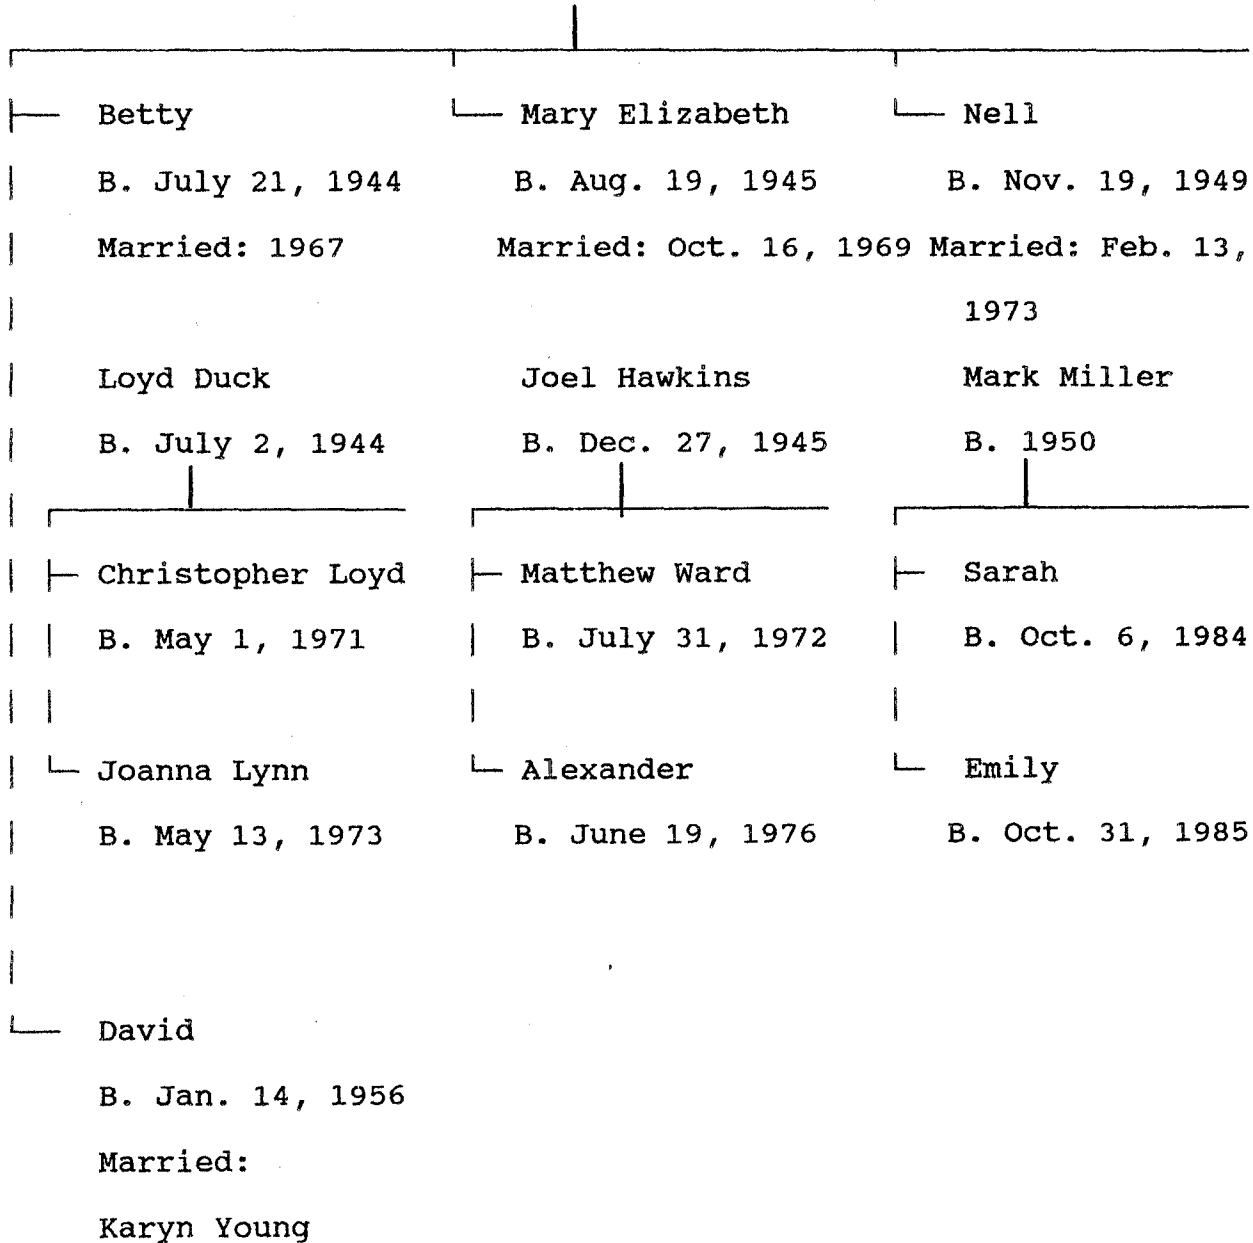 Betty Mary Elizabeth Nell
B. July 21, 1944 B. Aug. 19, 1945 B. Nov. 19, 1949
Married: 1967 Married: Oct. 16, 1969 Married: Feb. 13,
1973
Loyd Duck Joel Hawkins Mark Miller
B. July 2, 1944 B. Dec. 27, 1945 B. 1950
Christopher Loyd Matthew Ward Sarah
B. May 1, 1971 B. July 31, 1972 B. Oct. 6, 1984
Joanna Lynn Alexander Emily
B. May 13, 1973 B. June 19, 1976 B. Oct. 31, 1985
David
B. Jan. 14, 1956
Married:
Karyn Young